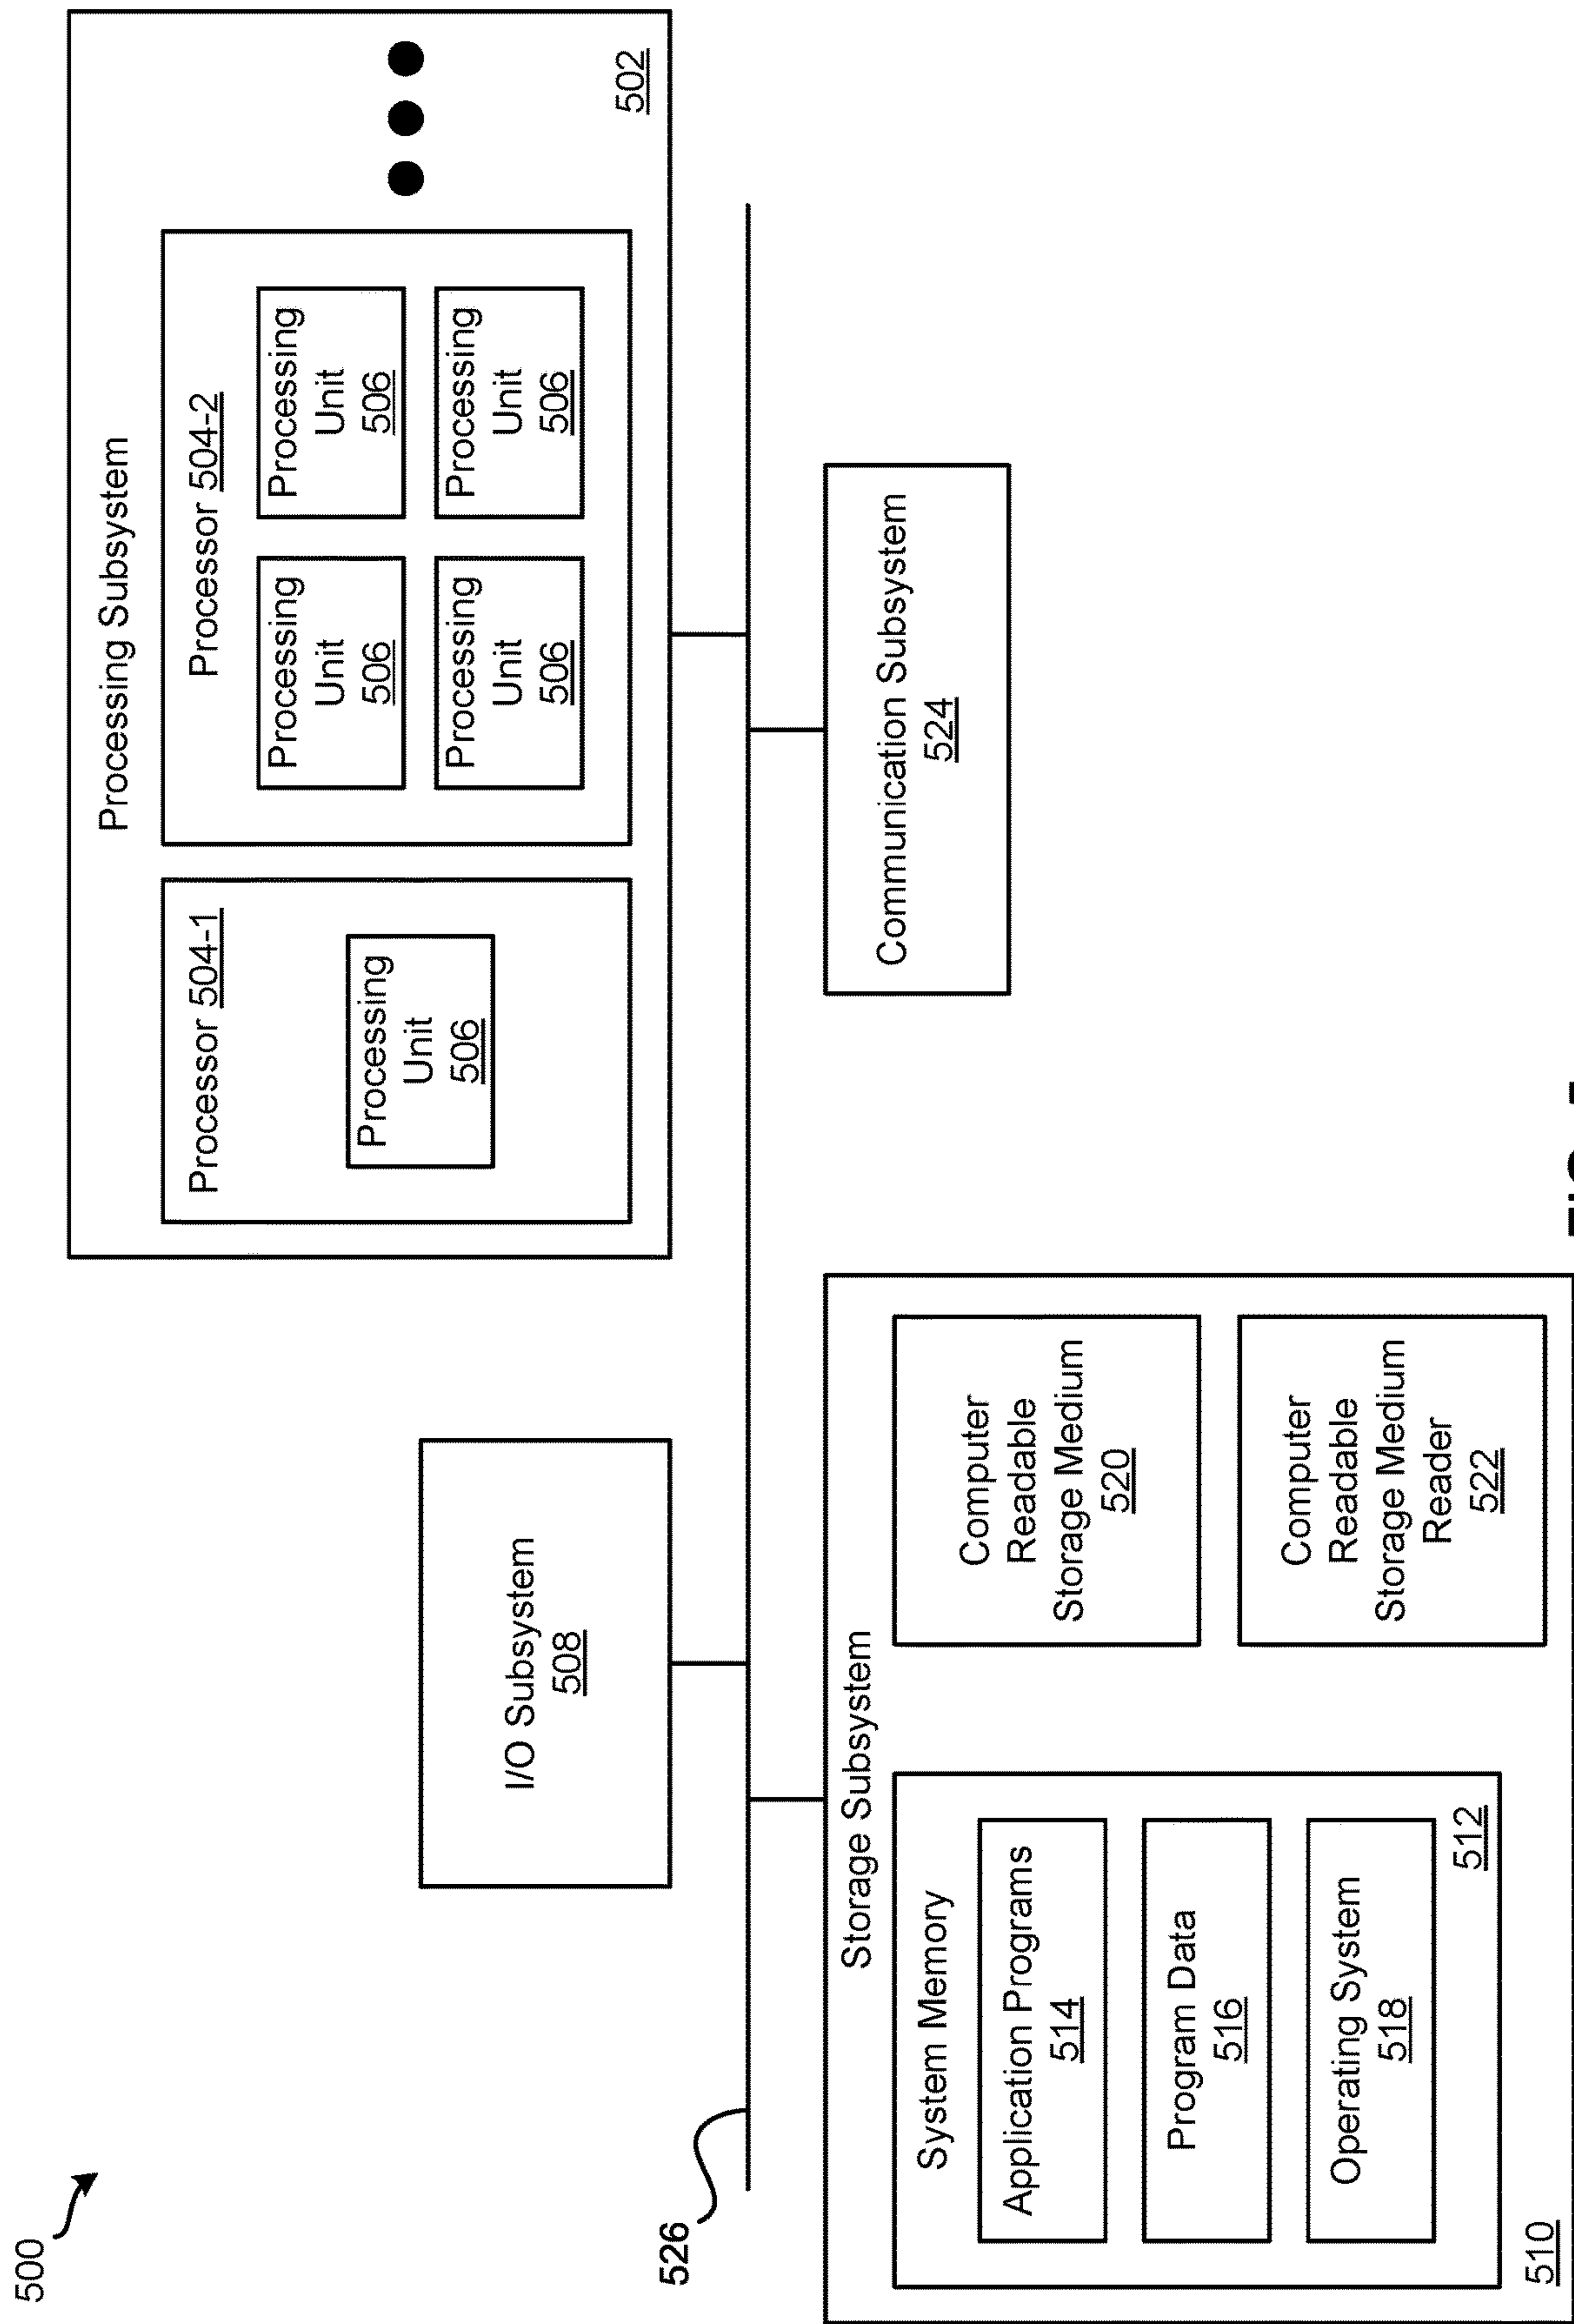 500
Processing Subsystem
Processor 504-1
Processing
Unit
506
Processor 504-2
Processing
Unit
506
Processing
Unit
506
Processing
Unit
506
Processing
Unit
506
502
I/O Subsystem
508
526
Communication Subsystem
524
Storage Subsystem
System Memory
Application Programs
514
Program Data
516
Operating System
518
512
Computer
Readable
Storage Medium
520
Computer
Readable
Storage Medium
Reader
522
510